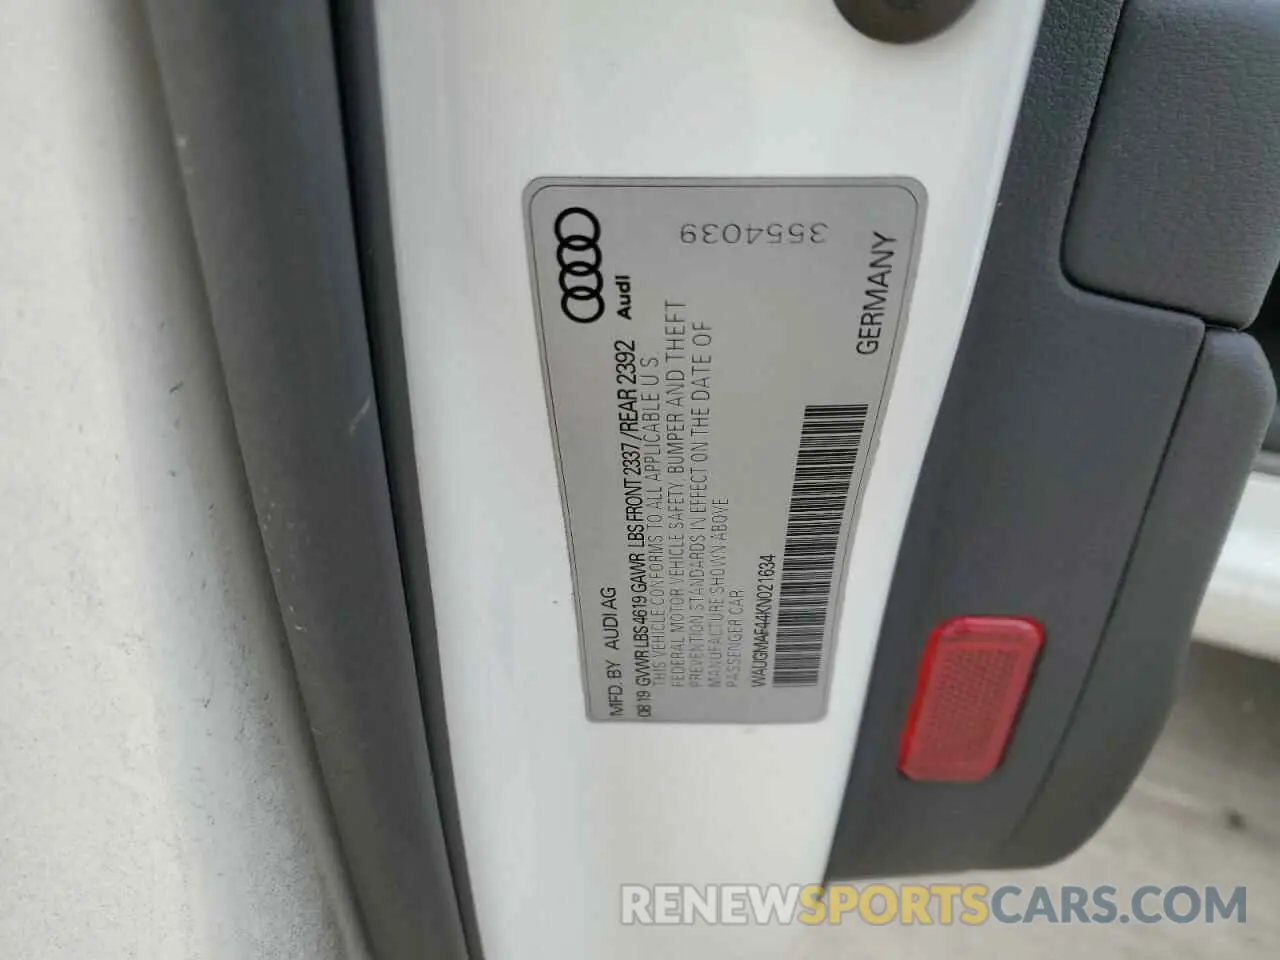 MFD. BY AUDI AG
08 19 GVWR LBS 4619 GAWR LBS FRONT 2337/REAR 2392
THIS VEHICLE CONFORMS TO ALL APPLICABLE U S
FEDERAL MOTOR VEHICLE SAFETY, BUMPER AND THEFT
PREVENTION STANDARDS IN EFFECT ON THE DATE OF
MANUFACTURE SHOWN ABOVE
PASSENGER CAR
WAUGMAF44KN021634
Audi
GERMANY
3554039
RENEWSPORTSCARS.COM